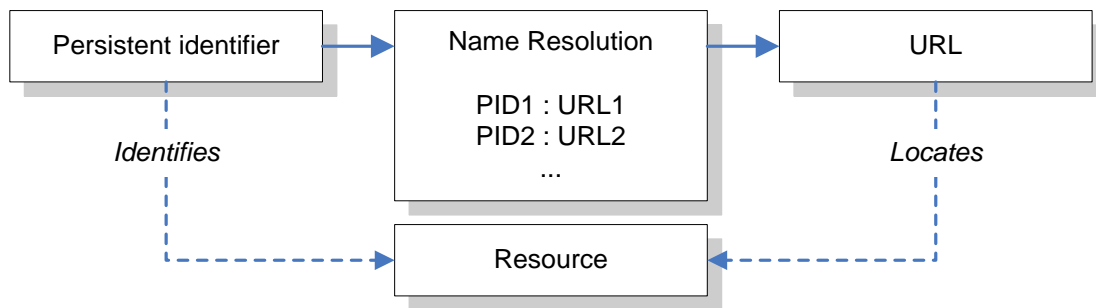 Persistent identifier
Name Resolution
PID1 : URL1
PID2 : URL2
...
URL
Identifies
Locates
Resource